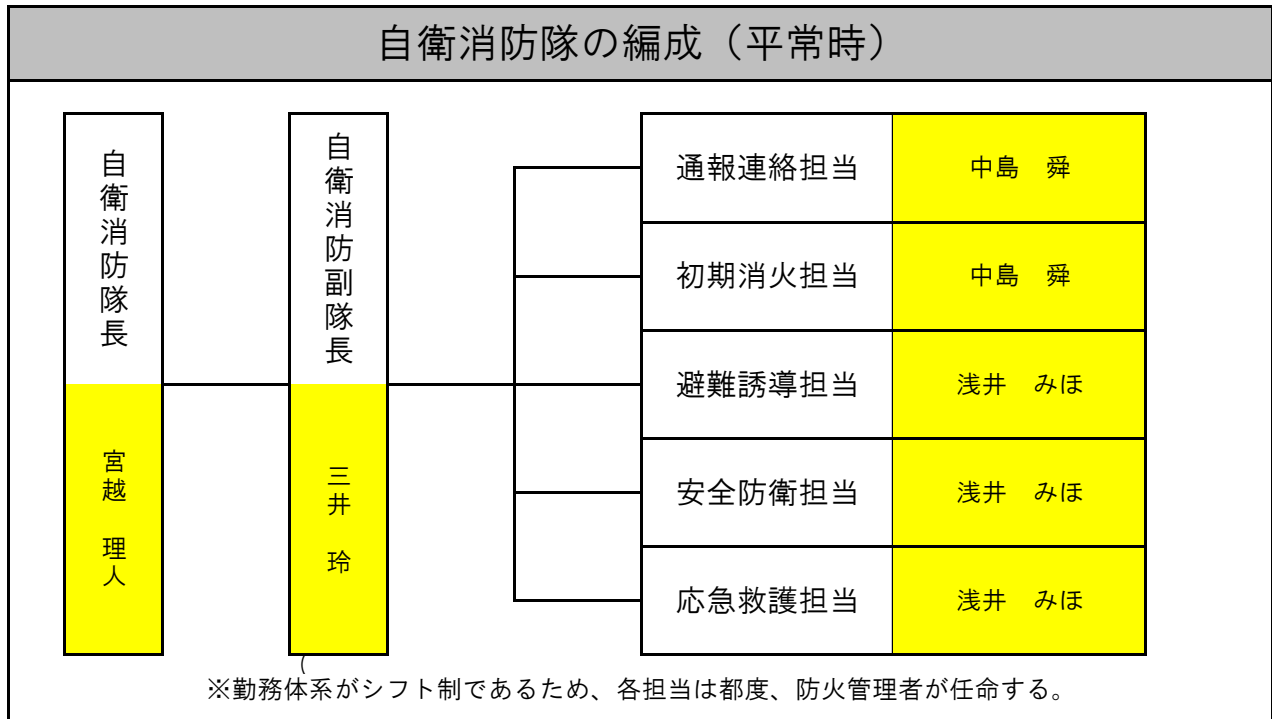 自衛消防隊の編成（平常時）
自衛消防隊長
宮越　理人
自衛消防副隊長
三井　玲
通報連絡担当　中島　舜
初期消火担当　中島　舜
避難誘導担当　浅井　みほ
安全防衛担当　浅井　みほ
応急救護担当　浅井　みほ
（
※勤務体系がシフト制であるため、各担当は都度、防火管理者が任命する。